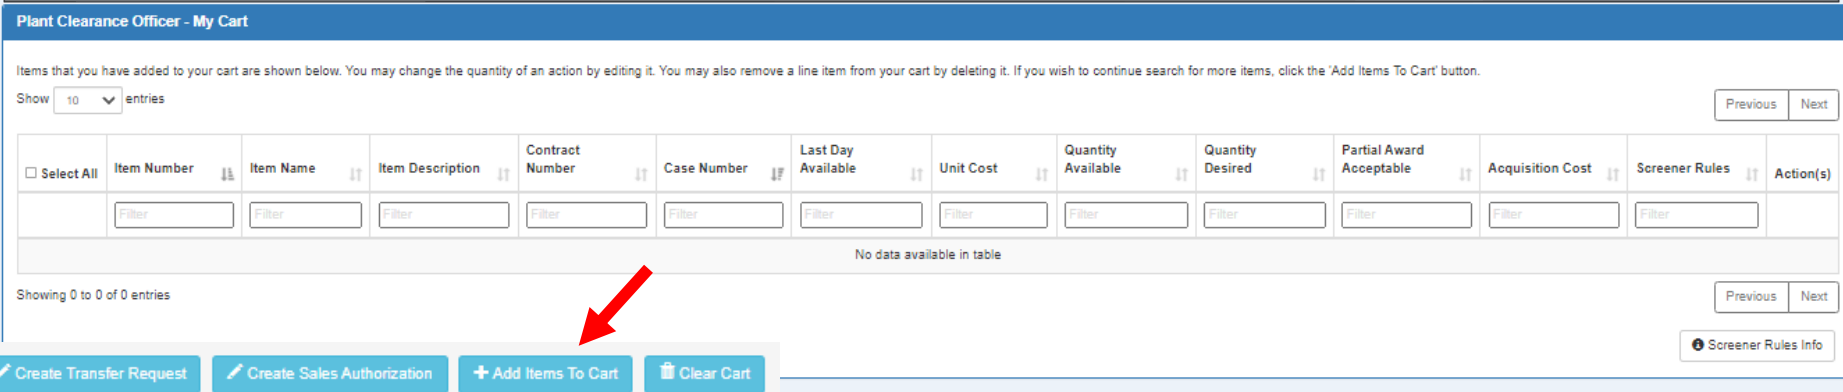 Plant Clearance Officer - My Cart
Items that you have added to your cart are shown below. You may change the quantity of an action by editing it. You may also remove a line item from your cart by deleting it. If you wish to continue search for more items, click the 'Add Items To Cart' button.
Show 10 entries
Previous Next
Select All Item Number Item Name Item Description Contract Number Case Number Last Day Available Unit Cost Quantity Available Quantity Desired Partial Award Acceptable Acquisition Cost Screener Rules Action(s)
Filter Filter Filter Filter Filter Filter Filter Filter Filter Filter Filter Filter
No data available in table
Showing 0 to 0 of 0 entries
Previous Next
Screener Rules Info
Create Transfer Request Create Sales Authorization Add Items To Cart Clear Cart